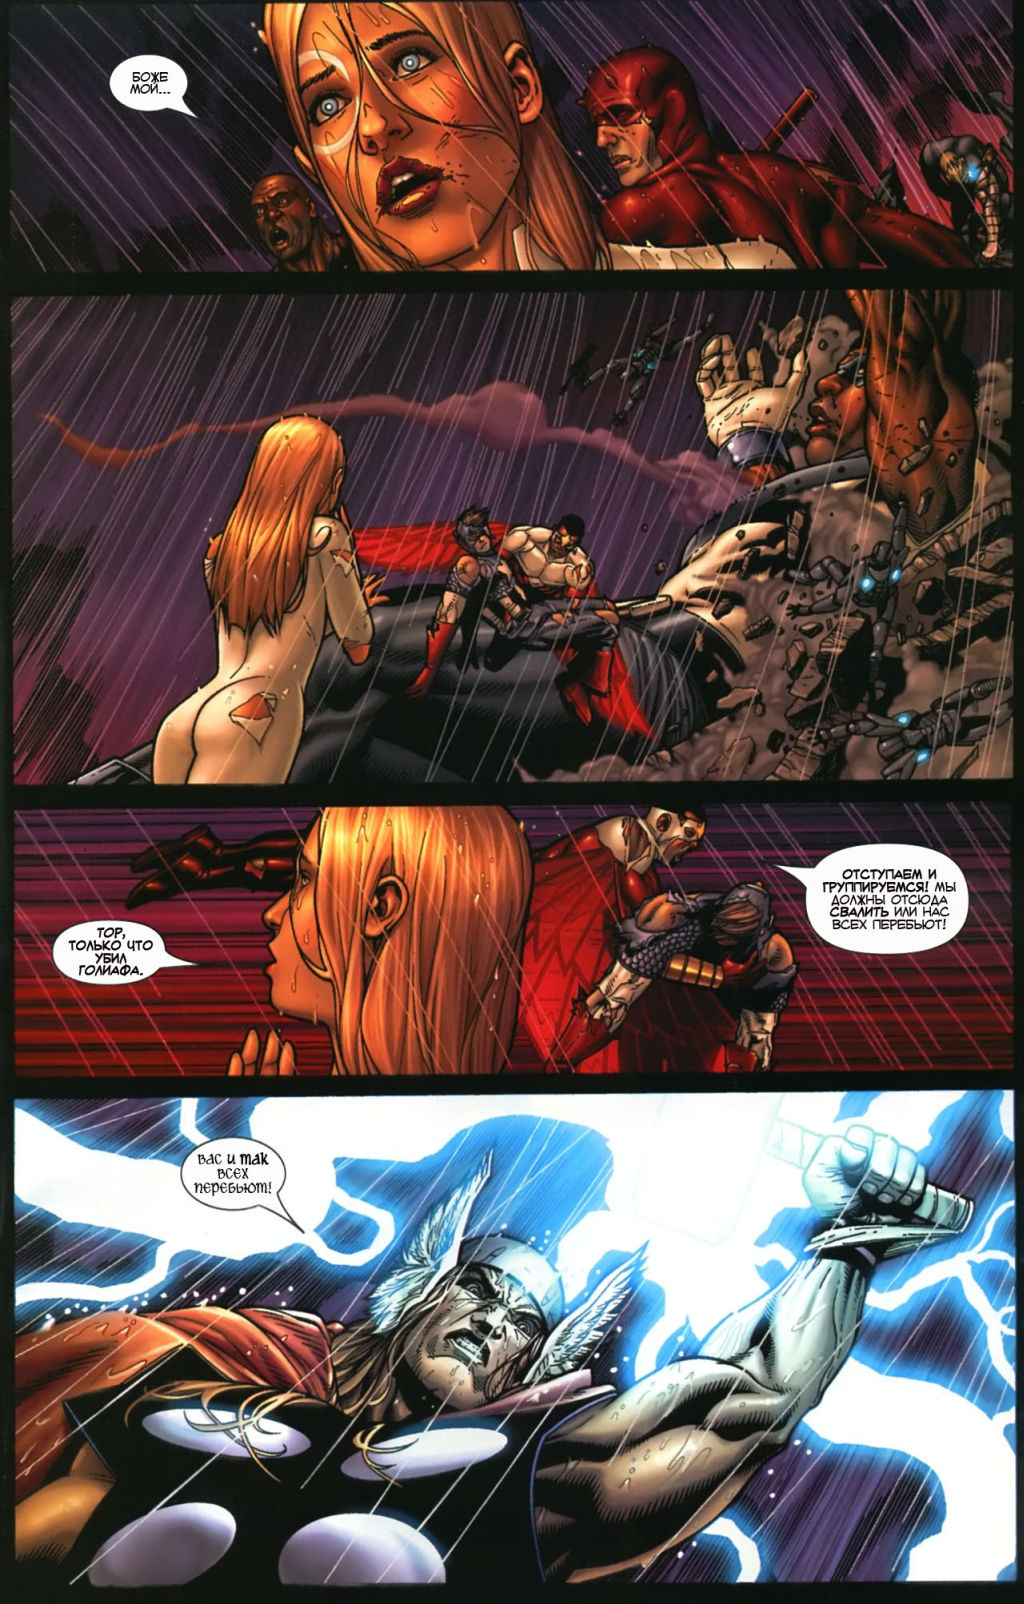 БОЖЕ
МОЙ...
ОТСТУПАЕМ И
ГРУППИРУЕМСЯ! МЫ
ДОЛЖНЫ ОТСЮДА
СВАЛИТЬ ИЛИ НАС
ВСЕХ ПЕРЕБЬЮТ!
ТОР,
ТОЛЬКО ЧТО
УБИЛ
ГОЛИАФА.
ВАС И ТАК
ВСЕХ
ПЕРЕБЬЮТ!